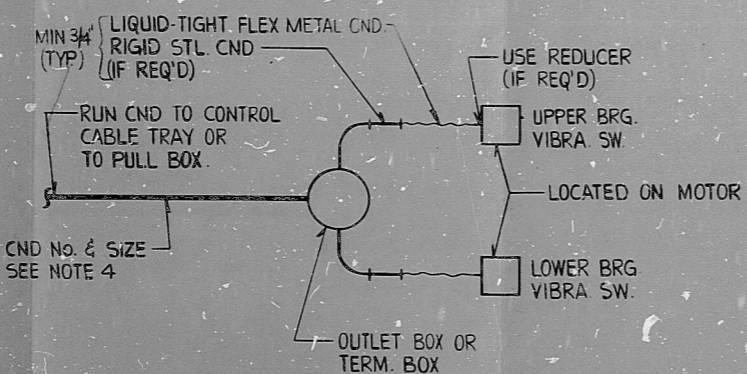 MIN 3/4"
(TYP)
LIQUID-TIGHT FLEX METAL CND.
RIGID STL. CND
(IF REQ'D)
USE REDUCER
(IF REQ'D)
RUN CND TO CONTROL
CABLE TRAY OR
TO PULL BOX.
UPPER BRG.
VIBRA. SW.
LOCATED ON MOTOR
CND NO. & SIZE
SEE NOTE 4
LOWER BRG.
VIBRA. SW.
OUTLET BOX OR
TERM. BOX